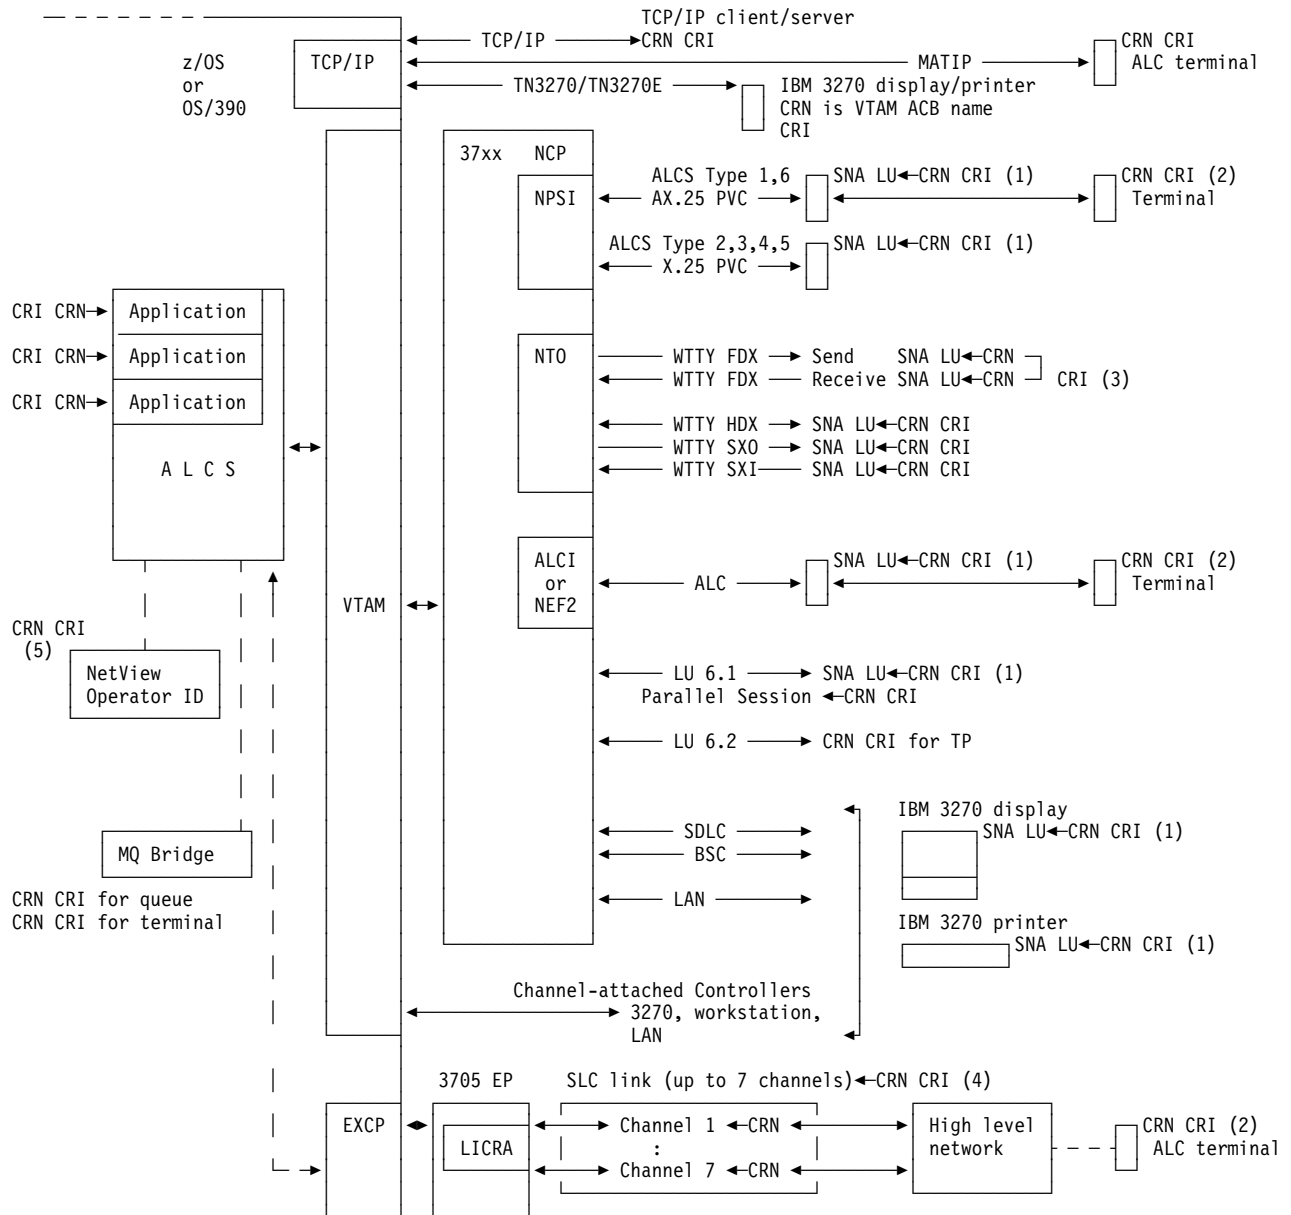 TCP/IP client/server
TCP/IP CRN CRI
z/OS
or
OS/390
TCP/IP
MATIP
CRN CRI
ALC terminal
TN3270/TN3270E
IBM 3270 display/printer
CRN is VTAM ACB name
CRI
37xx NCP
NPSI
ALCS Type 1,6
AX.25 PVC
SNA LU CRN CRI (1)
CRN CRI (2)
Terminal
ALCS Type 2,3,4,5
X.25 PVC
SNA LU CRN CRI (1)
CRI CRN Application
CRI CRN Application
CRI CRN Application
A L C S
NTO
WTTY FDX Send SNA LU CRN
WTTY FDX Receive SNA LU CRN CRI (3)
WTTY HDX SNA LU CRN CRI
WTTY SXO SNA LU CRN CRI
WTTY SXI SNA LU CRN CRI
ALCI
or
NEF2
ALC
SNA LU CRN CRI (1)
CRN CRI (2)
Terminal
VTAM
CRN CRI
(5)
NetView
Operator ID
LU 6.1 SNA LU CRN CRI (1)
Parallel Session CRN CRI
LU 6.2 CRN CRI for TP
SDLC
BSC
LAN
IBM 3270 display
SNA LU CRN CRI (1)
IBM 3270 printer
SNA LU CRN CRI (1)
MQ Bridge
CRN CRI for queue
CRN CRI for terminal
Channel-attached Controllers
3270, workstation,
LAN
3705 EP
SLC link (up to 7 channels) CRN CRI (4)
EXCP
LICRA
Channel 1 CRN
:
Channel 7 CRN
High level
network
CRN CRI (2)
ALC terminal